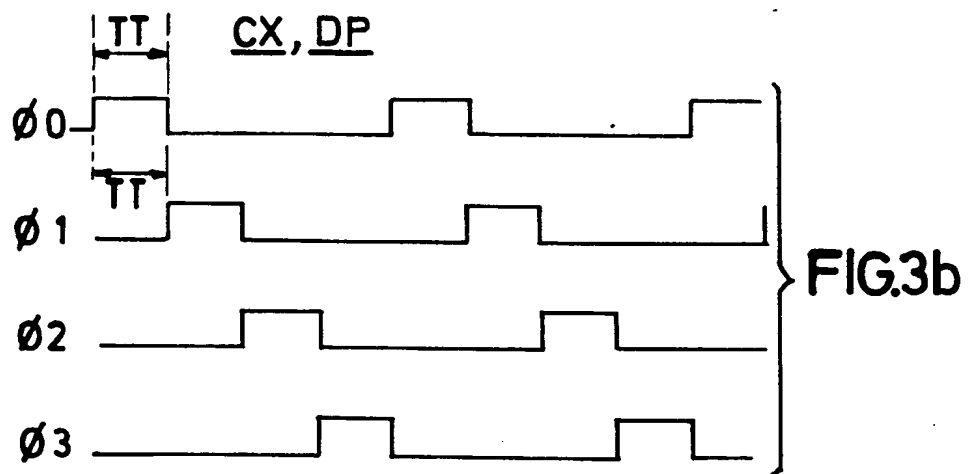 TT CX, DP
Ø0
TT
Ø1
FIG.3b
Ø2
Ø3